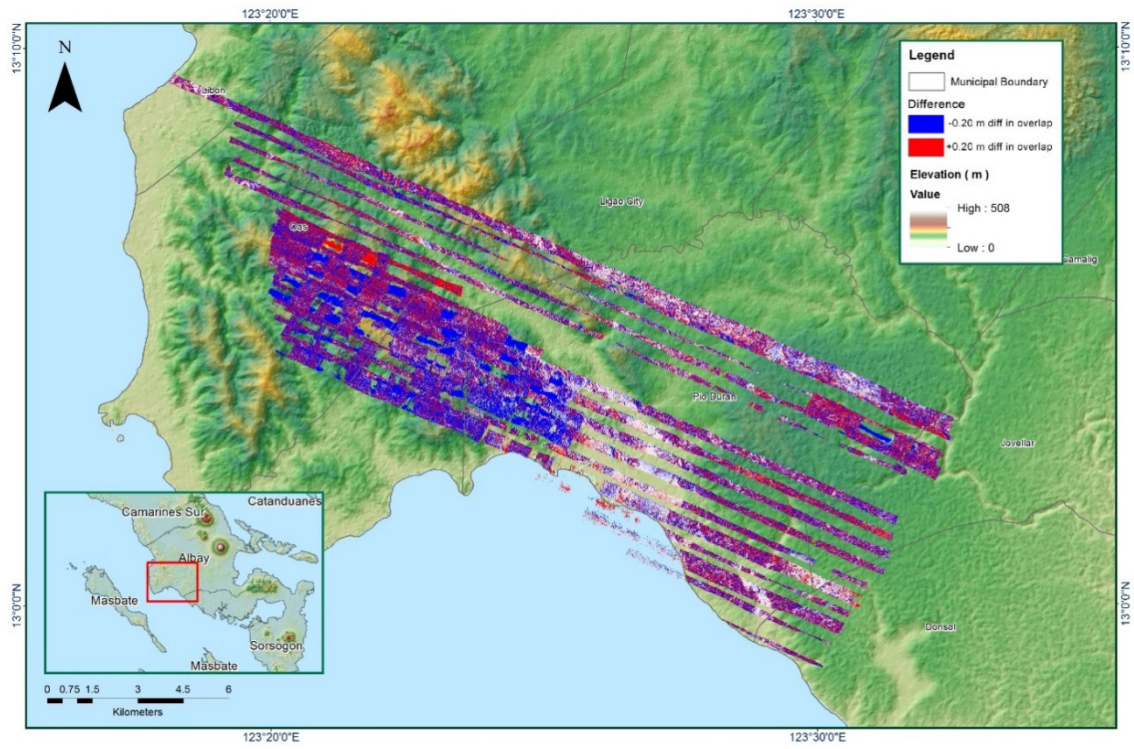 123°20'0"E
123°30'0"E
13°10'0"N
13°10'0"N
N
Legend
Municipal Boundary
Difference
-0.20 m diff in overlap
+0.20 m diff in overlap
Elevation ( m )
Value
High : 508
Low : 0
Libon
Ligao City
Camalig
Oas
Pio Duran
Jovellar
Donsol
Catanduanes
Camarines Sur
Albay
Masbate
Sorsogon
Masbate
13°0'0"N
13°0'0"N
0 0.75 1.5 3 4.5 6
Kilometers
123°20'0"E
123°30'0"E